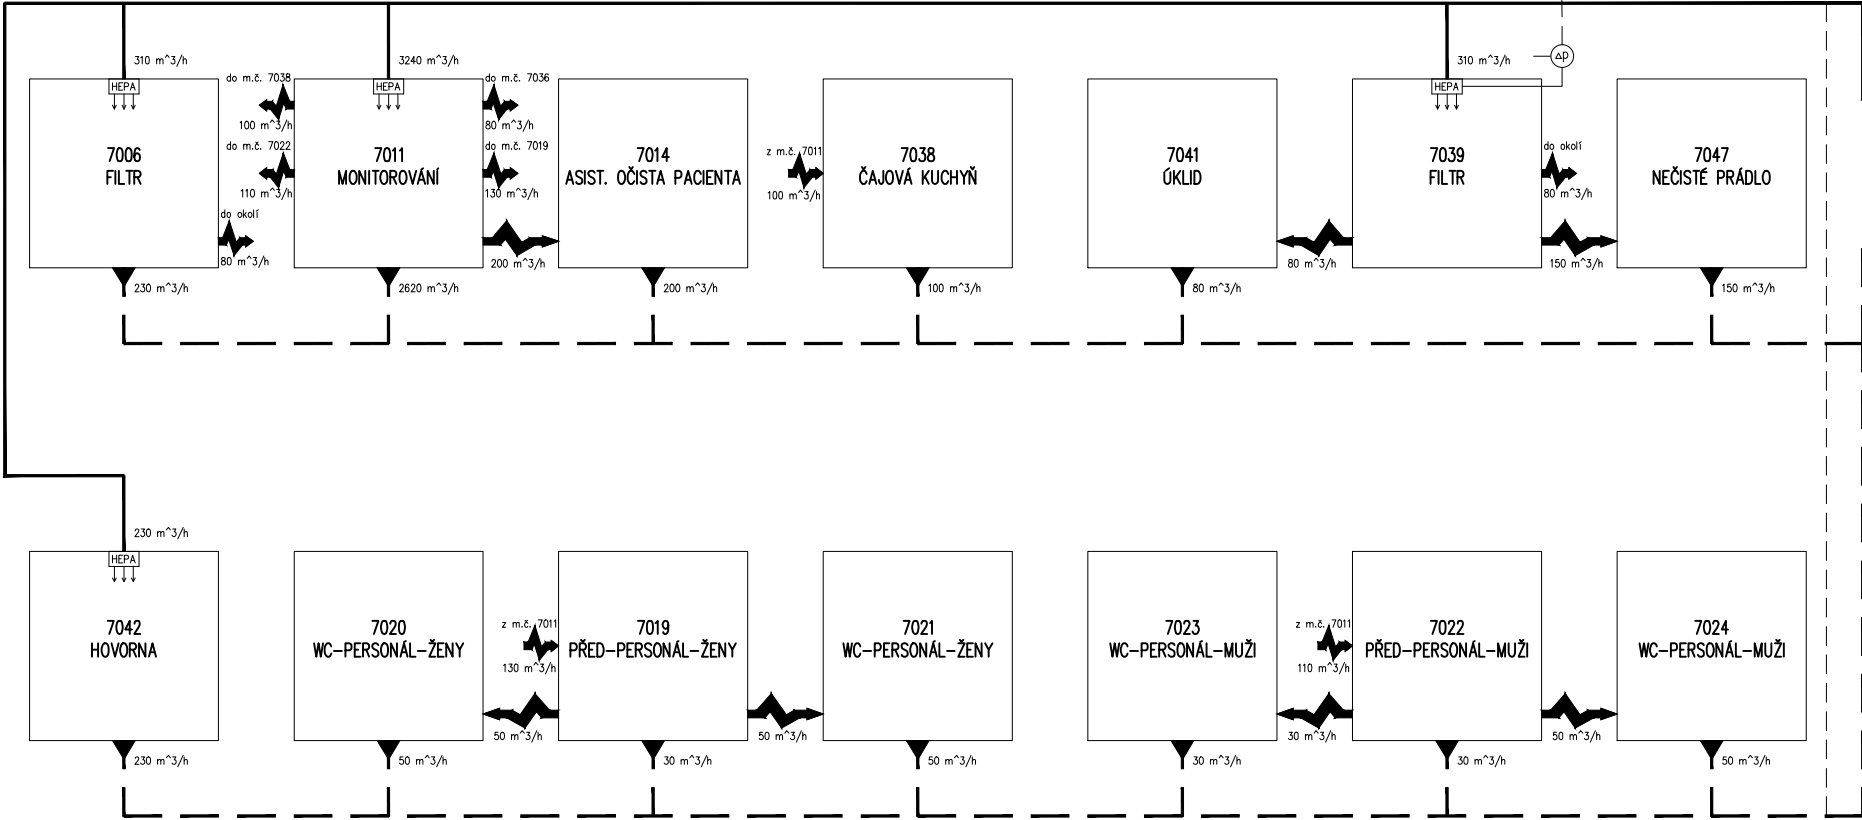 310 m^3/h
3240 m^3/h
310 m^3/h
Δp
HEPA
HEPA
HEPA
do m.č. 7038
100 m^3/h
do m.č. 7036
80 m^3/h
7006
FILTR
do m.č. 7022
110 m^3/h
7011
MONITOROVÁNÍ
do m.č. 7019
130 m^3/h
7014
ASIST. OČISTA PACIENTA
z m.č. 7011
100 m^3/h
7038
ČAJOVÁ KUCHYŇ
7041
ÚKLID
7039
FILTR
do okolí
80 m^3/h
7047
NEČISTÉ PRÁDLO
do okolí
80 m^3/h
200 m^3/h
80 m^3/h
150 m^3/h
230 m^3/h
2620 m^3/h
200 m^3/h
100 m^3/h
80 m^3/h
150 m^3/h
230 m^3/h
HEPA
7042
HOVORNA
7020
WC-PERSONÁL-ŽENY
z m.č. 7011
130 m^3/h
7019
PŘED-PERSONÁL-ŽENY
7021
WC-PERSONÁL-ŽENY
7023
WC-PERSONÁL-MUŽI
z m.č. 7011
110 m^3/h
7022
PŘED-PERSONÁL-MUŽI
7024
WC-PERSONÁL-MUŽI
50 m^3/h
50 m^3/h
30 m^3/h
50 m^3/h
230 m^3/h
50 m^3/h
30 m^3/h
50 m^3/h
30 m^3/h
30 m^3/h
50 m^3/h